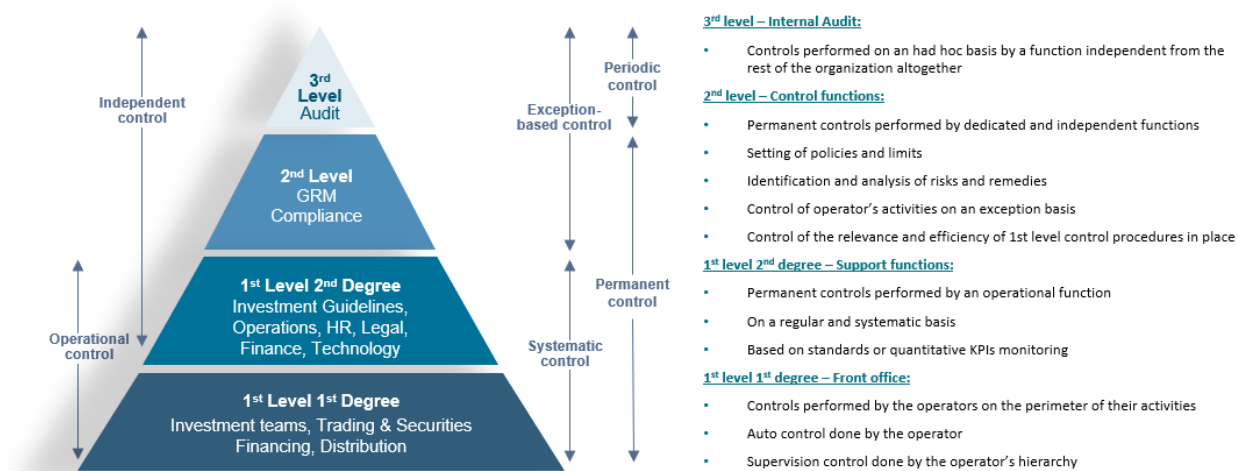 3rd
Level
Audit
2nd Level
GRM
Compliance
1st Level 2nd Degree
Investment Guidelines,
Operations, HR, Legal,
Finance, Technology
1st Level 1st Degree
Investment teams, Trading & Securities
Financing, Distribution
Independent
control
Operational
control
Exception-
based control
Systematic
control
Periodic
control
Permanent
control
3rd level – Internal Audit:
• Controls performed on an had hoc basis by a function independent from the
rest of the organization altogether
2nd level – Control functions:
• Permanent controls performed by dedicated and independent functions
• Setting of policies and limits
• Identification and analysis of risks and remedies
• Control of operator's activities on an exception basis
• Control of the relevance and efficiency of 1st level control procedures in place
1st level 2nd degree – Support functions:
• Permanent controls performed by an operational function
• On a regular and systematic basis
• Based on standards or quantitative KPIs monitoring
1st level 1st degree – Front office:
• Controls performed by the operators on the perimeter of their activities
• Auto control done by the operator
• Supervision control done by the operator's hierarchy